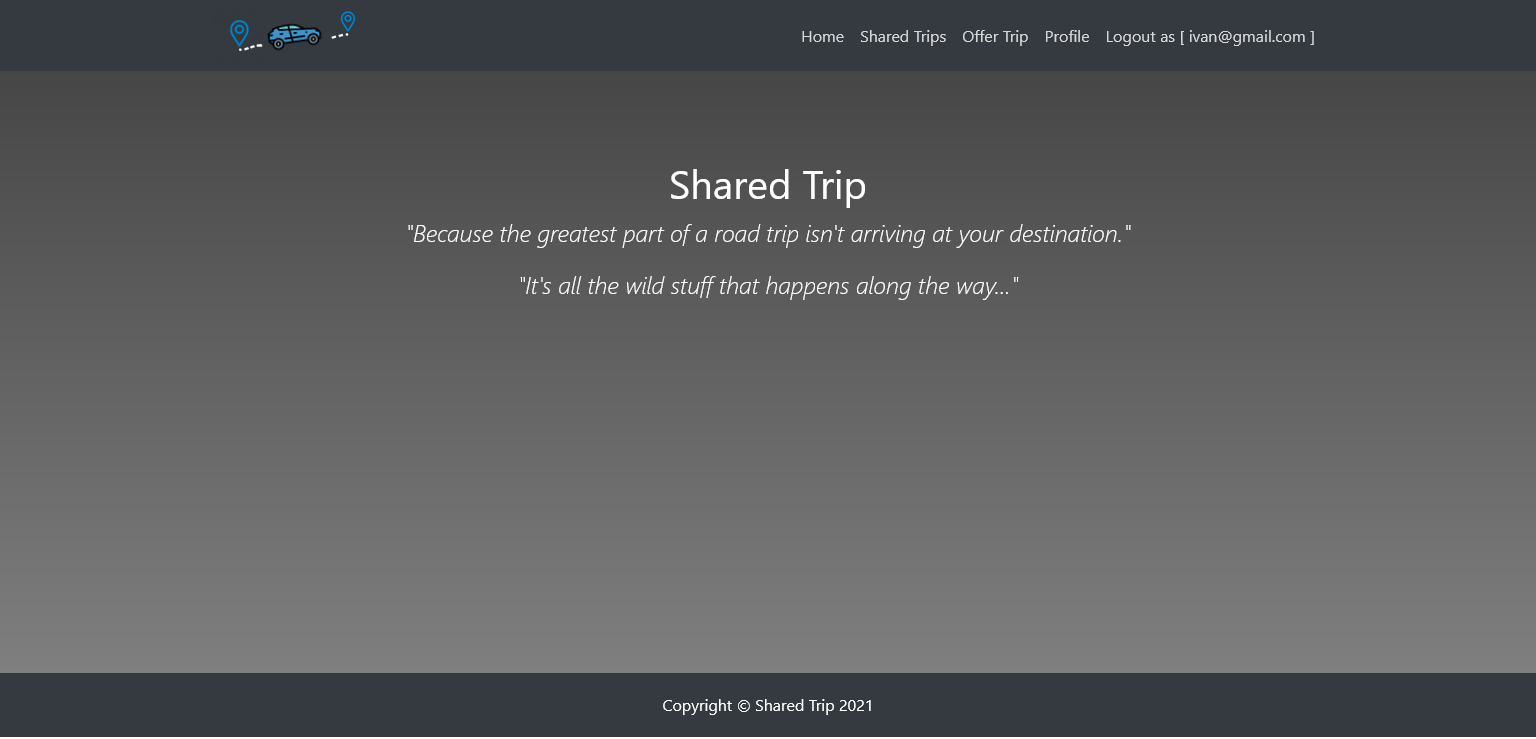 Home Shared Trips Offer Trip Profile Logout as [ ivan@gmail.com ]
Shared Trip
"Because the greatest part of a road trip isn't arriving at your destination."
"It's all the wild stuff that happens along the way..."
Copyright © Shared Trip 2021